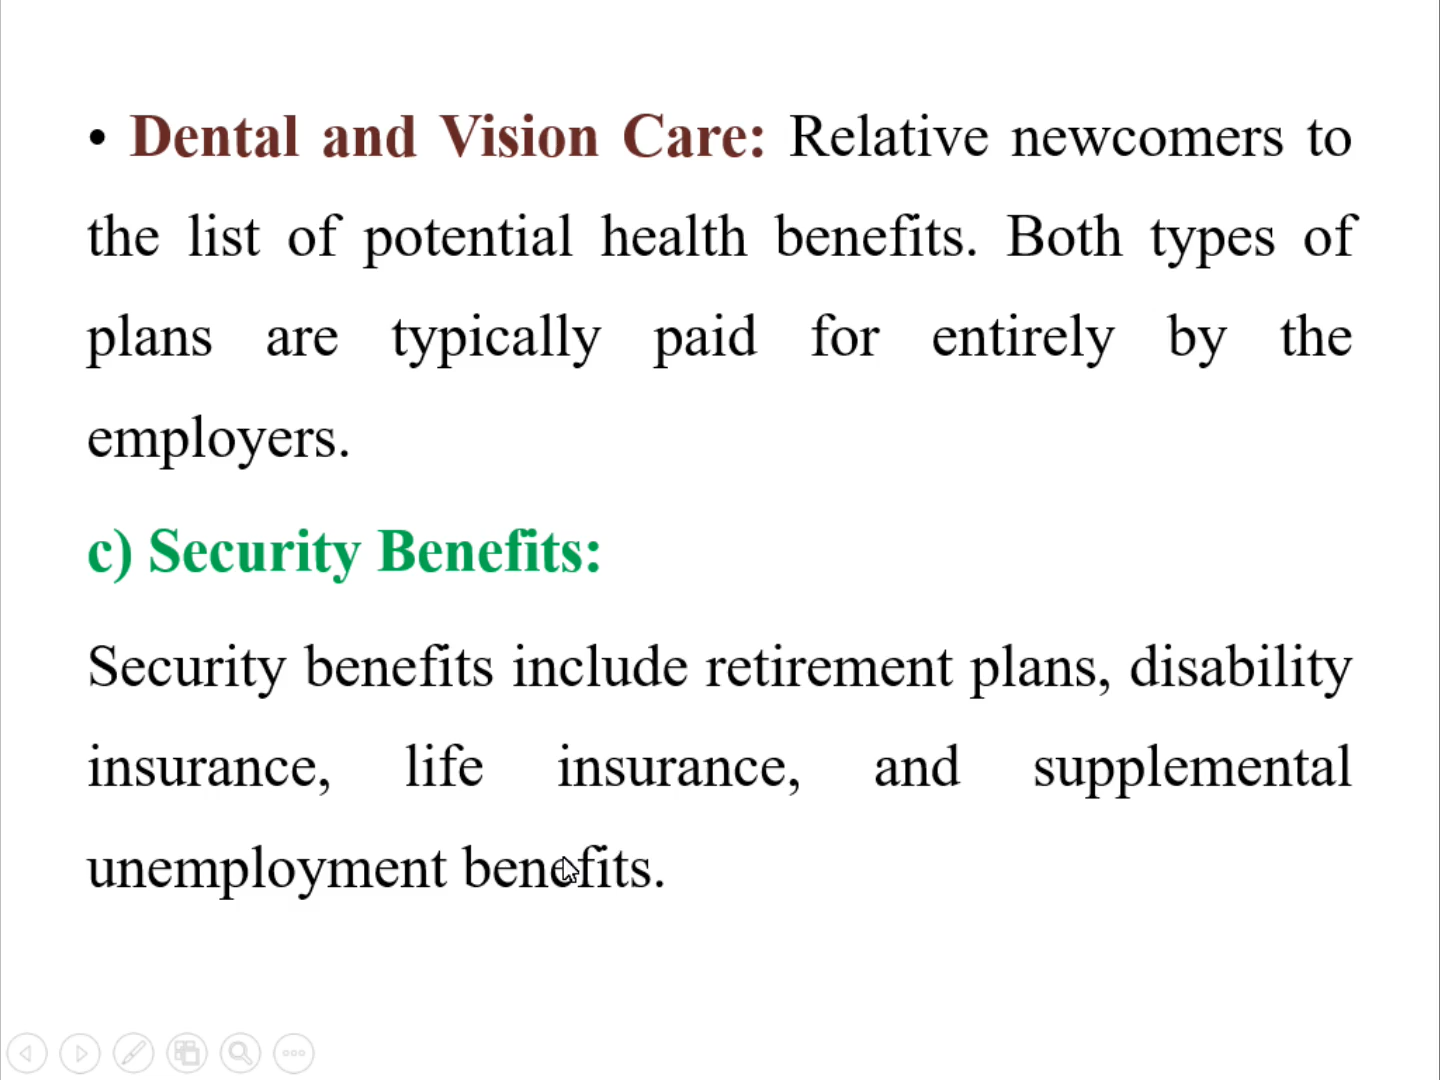 • Dental and Vision Care: Relative newcomers to
the list of potential health benefits. Both types of
plans are typically paid for entirely by the
employers.
c) Security Benefits:
Security benefits include retirement plans, disability
insurance, life insurance, and supplemental
unemployment benefits.